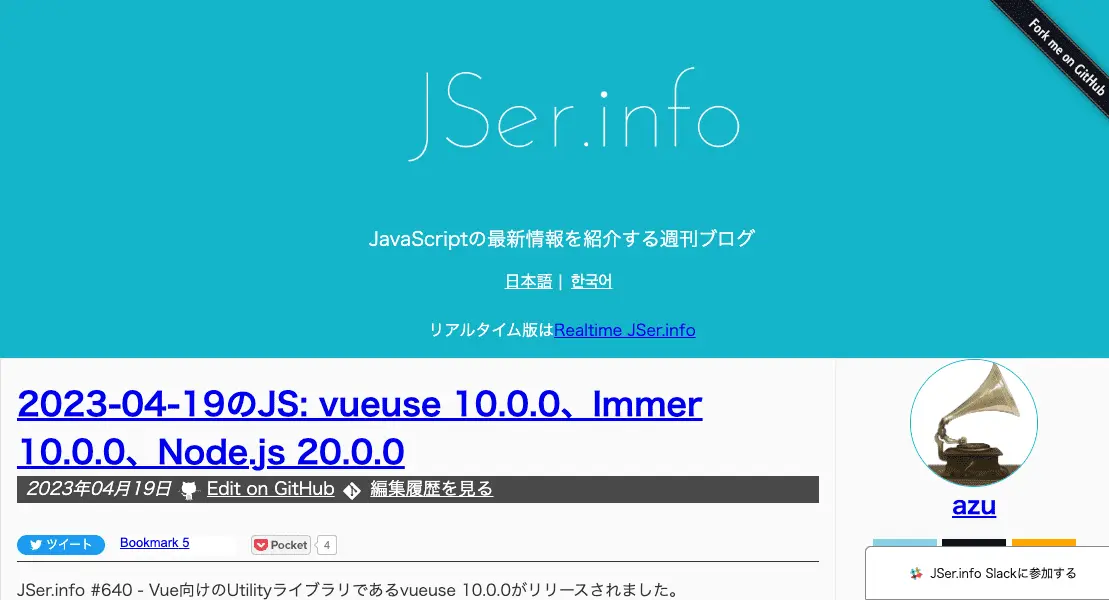 Fork me on GitHub
JSer.info
JavaScriptの最新情報を紹介する週刊ブログ
日本語 | 한국어
リアルタイム版はRealtime JSer.info
2023-04-19のJS: vueuse 10.0.0、Immer
10.0.0、Node.js 20.0.0
2023年04月19日 Edit on GitHub 編集履歴を見る
azu
ツイート Bookmark 5 Pocket 4
JSer.info Slackに参加する
JSer.info #640 - Vue向けのUtilityライブラリであるvueuse 10.0.0がリリースされました。